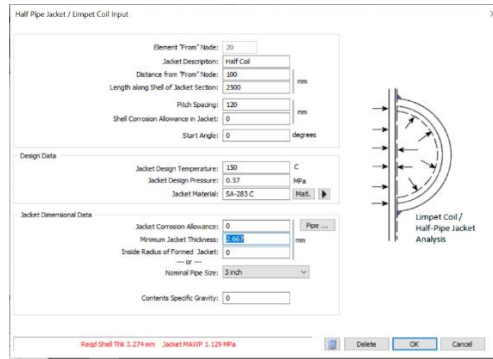 Half Pipe Jacket / Limpet Coil Input X
Element "From" Node: 20
Jacket Description: Half Coil
Distance from "From" Node: 100
mm
Length along Shell of Jacket Section: 2500
Pitch Spacing: 120
mm
Shell Corrosion Allowance in Jacket: 0
Start Angle: 0 degrees
Design Data
Jacket Design Temperature: 150 C
Jacket Design Pressure: 0.57 MPa
Jacket Material: SA-283 C Matl.
Jacket Dimensional Data
Jacket Corrosion Allowance: 0 Pipe ...
Minimum Jacket Thickness: 2.667 mm
Inside Radius of Formed Jacket: 0
--- or ---
Nominal Pipe Size: 3 inch
Contents Specific Gravity: 0
Limpet Coil /
Half-Pipe Jacket
Analysis
Reqd Shell Thk 3.274 mm Jacket MAWP 1.129 MPa
Delete OK Cancel